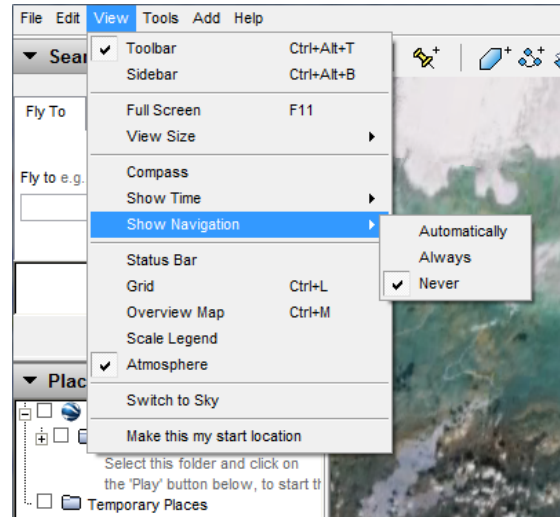 File Edit View Tools Add Help
Toolbar Ctrl+Alt+T
Sidebar Ctrl+Alt+B
Fly To
Full Screen F11
View Size
Compass
Fly to e.g.
Show Time
Show Navigation
Automatically
Always
Never
Status Bar
Grid Ctrl+L
Overview Map Ctrl+M
Scale Legend
Atmosphere
Switch to Sky
Make this my start location
Select this folder and click on
the 'Play' button below, to start
Temporary Places